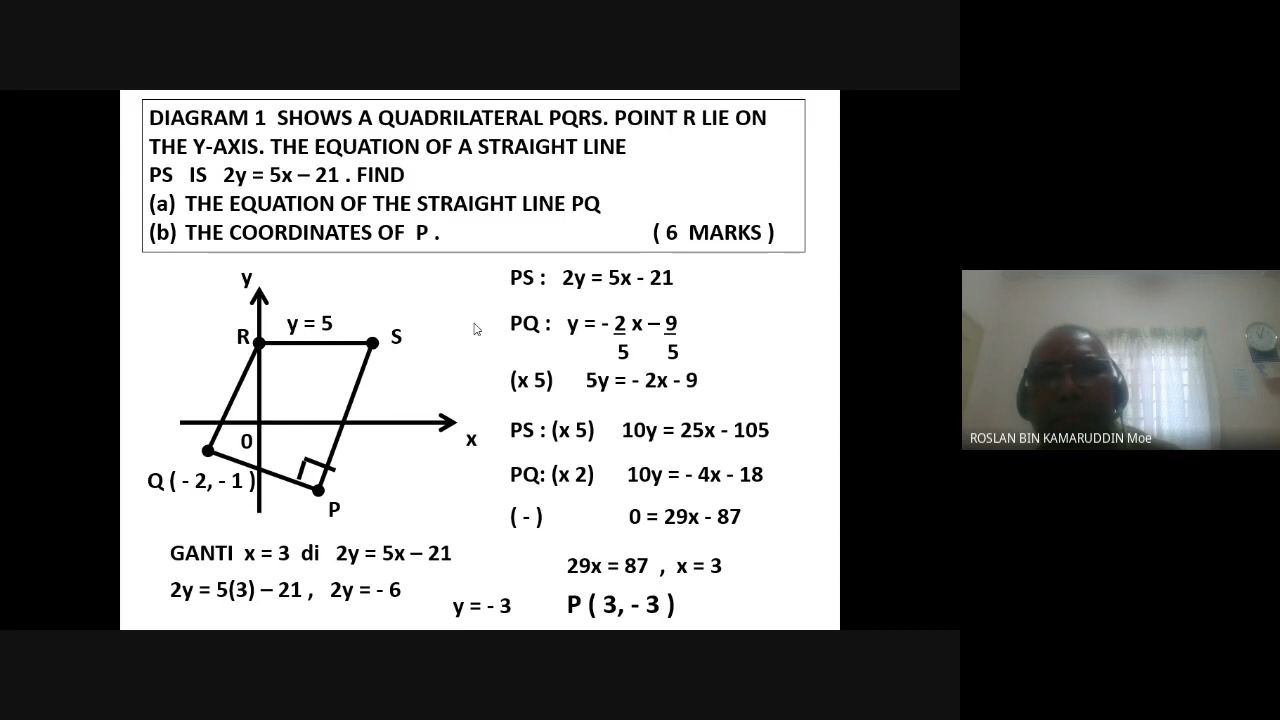 DIAGRAM 1 SHOWS A QUADRILATERAL PQRS. POINT R LIE ON
THE Y-AXIS. THE EQUATION OF A STRAIGHT LINE
PS IS 2y = 5x – 21 . FIND
(a) THE EQUATION OF THE STRAIGHT LINE PQ
(b) THE COORDINATES OF P . ( 6 MARKS )
y
R
y = 5
S
0
x
Q ( - 2, - 1 )
P
PS : 2y = 5x - 21
PQ : y = - 2 x – 9
5 5
(x 5) 5y = - 2x - 9
PS : (x 5) 10y = 25x - 105
PQ: (x 2) 10y = - 4x - 18
( - ) 0 = 29x - 87
29x = 87 , x = 3
GANTI x = 3 di 2y = 5x – 21
2y = 5(3) – 21 , 2y = - 6
y = - 3
P ( 3, - 3 )
ROSLAN BIN KAMARUDDIN Moe